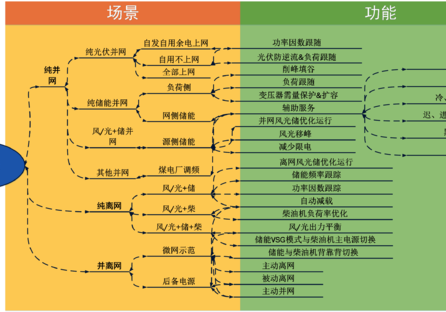 场景
功能
纯并网
纯光伏并网
自发自用余电上网
自用不上网
全部上网
纯储能并网
负荷侧
网侧储能
风/光+储并网
源侧储能
其他并网
煤电厂调频
纯离网
风/光+储
风/光+柴
风/光+储+柴
并离网
微网示范
后备电源
功率因数跟随
光伏防逆流&负荷跟随
削峰填谷
负荷跟随
变压器需量保护&扩容
辅助服务
并网风光储优化运行
风光移峰
减少限电
离网风光储优化运行
储能频率跟踪
功率因数跟踪
自动减载
柴油机负荷率优化
风/光出力平衡
储能VSG模式与柴油机主电源切换
储能与柴油机背靠背切换
主动离网
被动离网
主动并网
冷、
迟、进